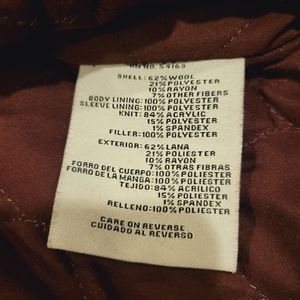 RN NO. 54163
SHELL: 62% WOOL
21% POLYESTER
10% RAYON
7% OTHER FIBERS
BODY LINING: 100% POLYESTER
SLEEVE LINING: 100% POLYESTER
KNIT: 84% ACRYLIC
15% POLYESTER
1% SPANDEX
FILLER: 100% POLYESTER
EXTERIOR: 62% LANA
21% POLIESTER
10% RAYON
7% OTRAS FIBRAS
FORRO DEL CUERPO: 100% POLIESTER
FORRO DE LA MANGA: 100% POLIESTER
TEJIDO: 84% ACRILICO
15% POLIESTER
1% SPANDEX
RELLENO: 100% POLIESTER
CARE ON REVERSE
CUIDADO AL REVERSO